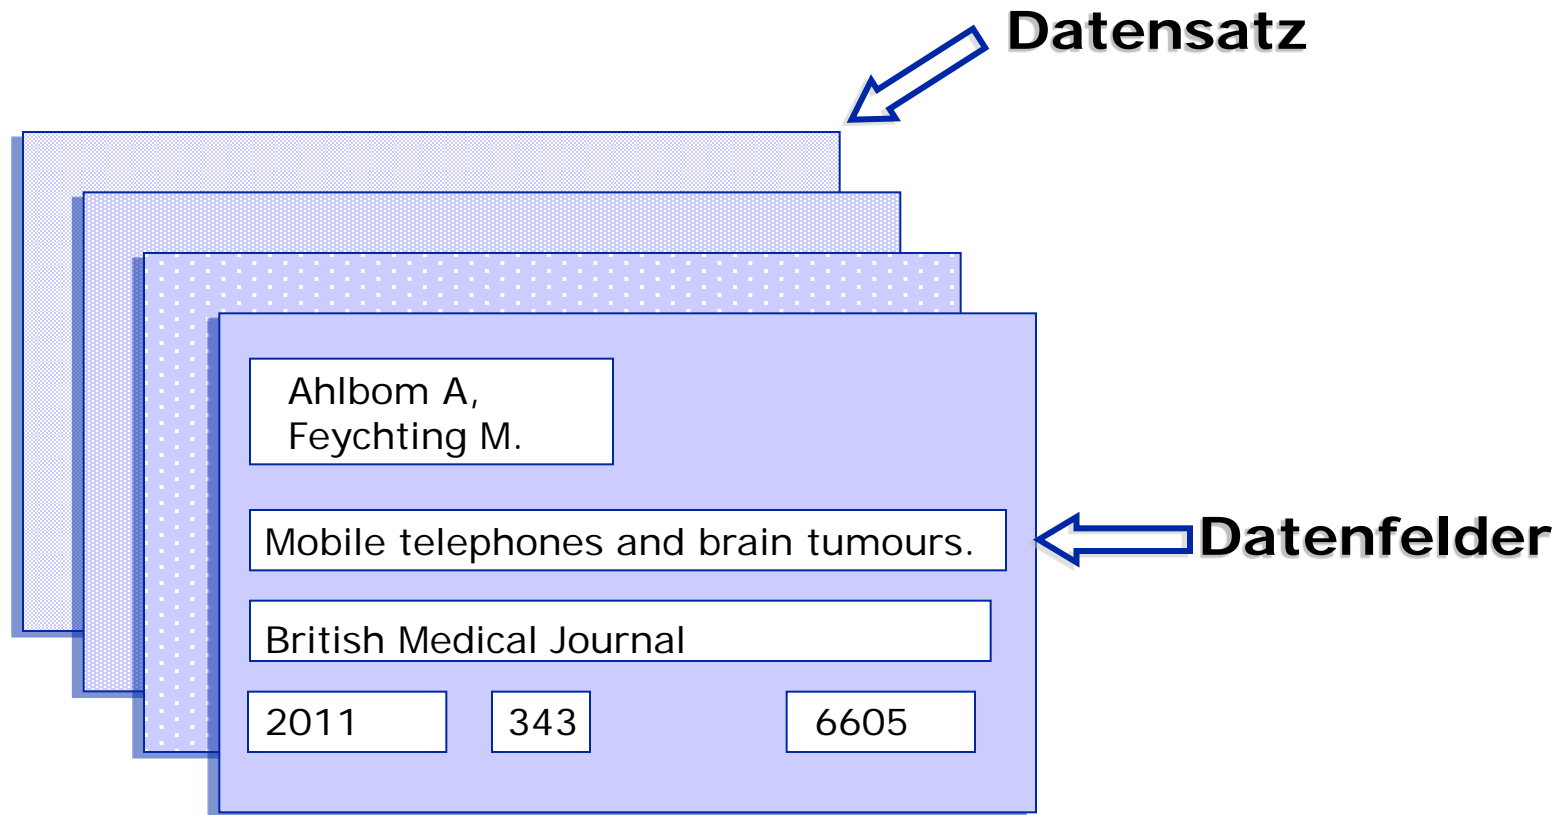 Datensatz
Ahlbom A,
Feychting M.
Mobile telephones and brain tumours.
Datenfelder
British Medical Journal
2011 343 6605